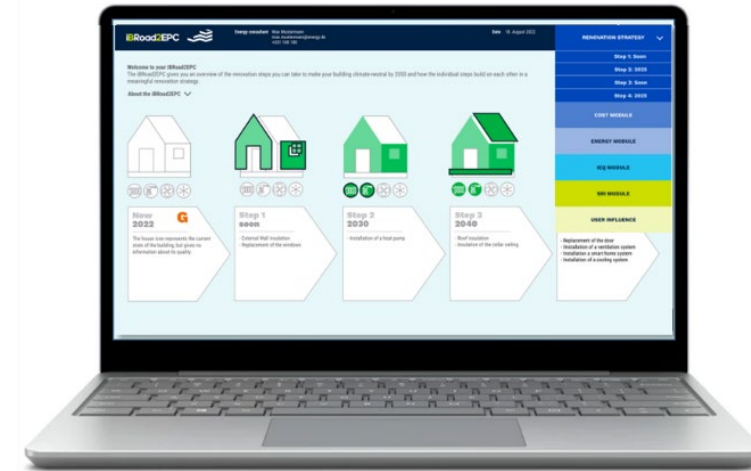 iBRoad2EPC
Energy consultant Max Mustermann
Date 18. August 2022
RENOVATION STRATEGY
Step 1: Soon
Step 2: 2025
Step 3: Soon
Step 4: 2025
COST MODULE
ENERGY MODULE
IEQ MODULE
SRI MODULE
USER INFLUENCE
Welcome to your iBRoad2EPC
The iBRoad2EPC gives you an overview of the renovation steps you can take to make your building climate-neutral by 2050 and how the individual steps build on each other in a
meaningful renovation strategy.
About the iBRoad2EPC
Now
2022
G
The house icon represents the current
state of the building, but gives no
information about its quality.
Step 1
soon
- External Wall insulation
- Replacement of the windows
Step 2
2030
- Installation of a heat pump
Step 3
2040
- Roof insulation
- Insulation of the cellar ceiling
- Replacement of the door
- Installation of a ventilation system
- Installation a smart home system
- Installation of a cooling system